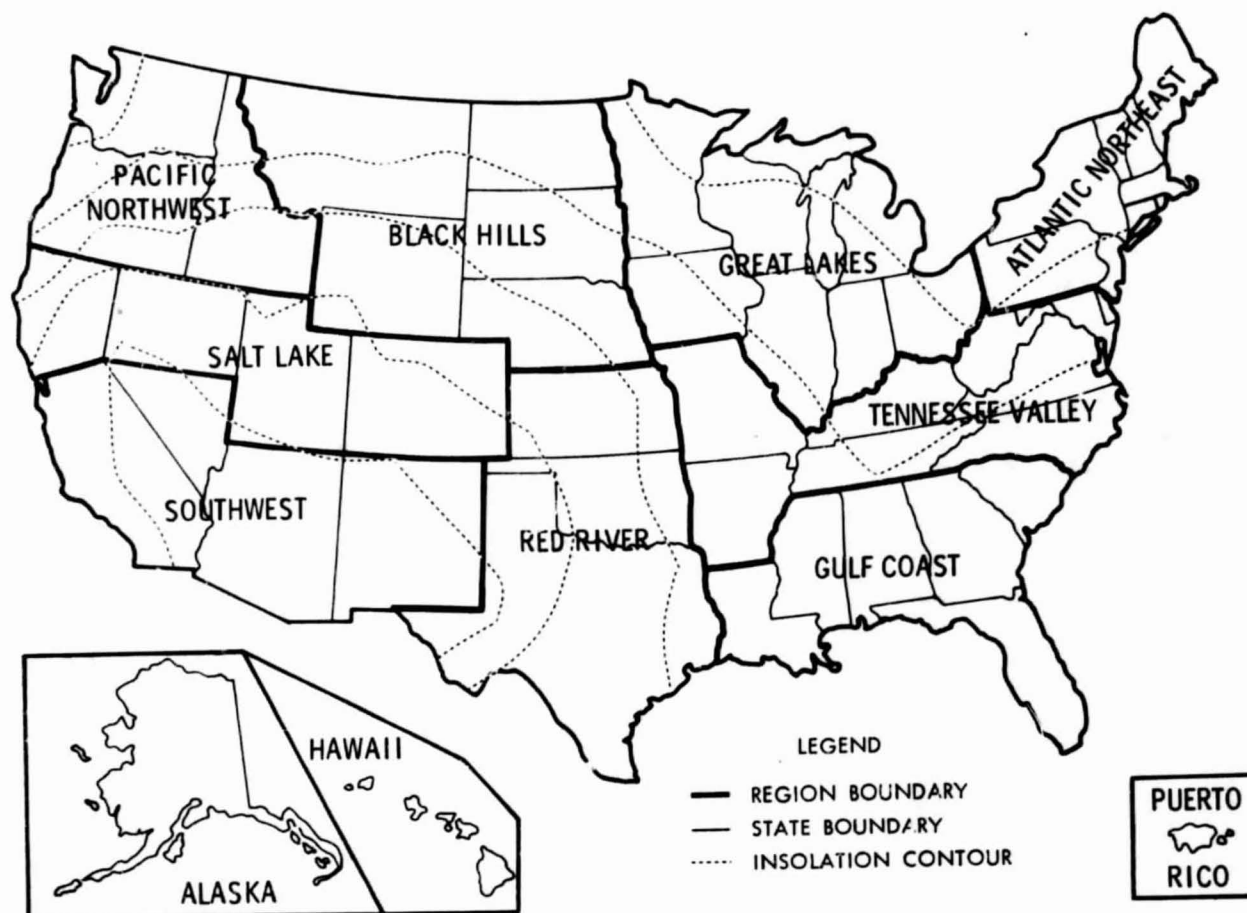 PACIFIC
NORTHWEST
BLACK HILLS
GREAT LAKES
ATLANTIC NORTHEAST
SALT LAKE
TENNESSEE VALLEY
SOUTHWEST
RED RIVER
GULF COAST
HAWAII
ALASKA
LEGEND
REGION BOUNDARY
STATE BOUNDARY
INSOLATION CONTOUR
PUERTO
RICO